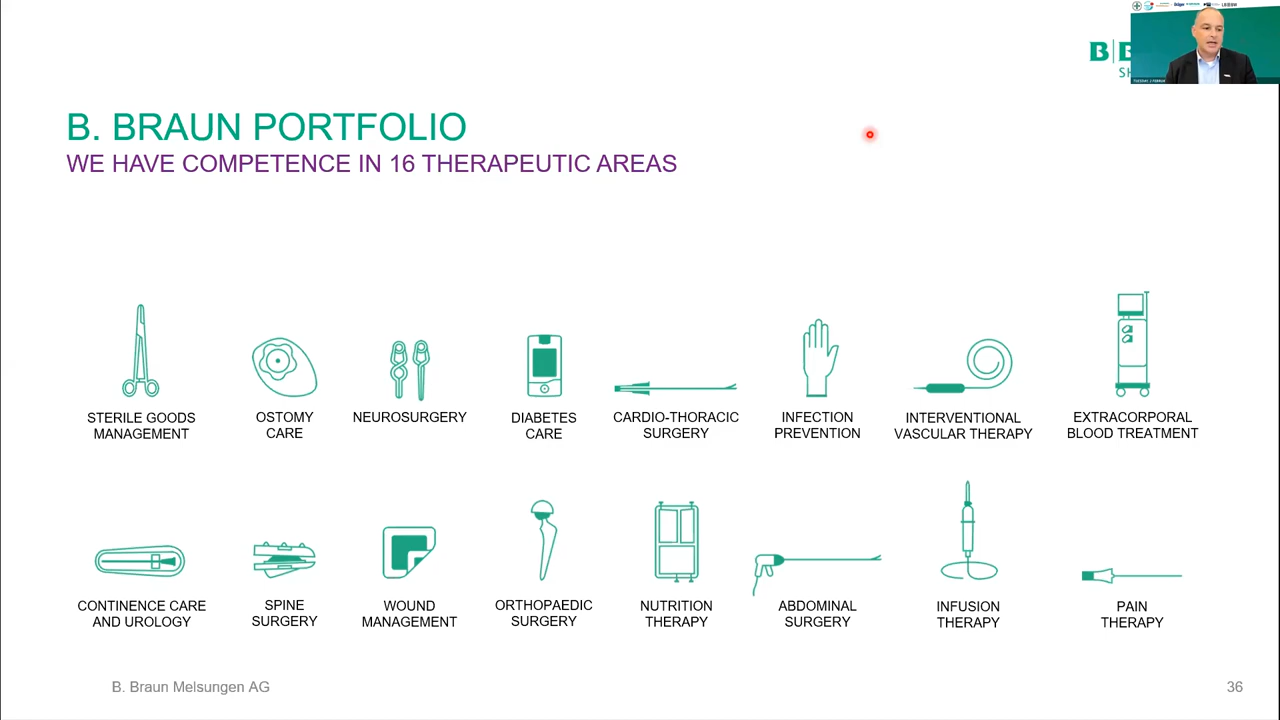 B. BRAUN PORTFOLIO
WE HAVE COMPETENCE IN 16 THERAPEUTIC AREAS
STERILE GOODS
MANAGEMENT
OSTOMY
CARE
NEUROSURGERY
DIABETES
CARE
CARDIO-THORACIC
SURGERY
INFECTION
PREVENTION
INTERVENTIONAL
VASCULAR THERAPY
EXTRACORPORAL
BLOOD TREATMENT
CONTINENCE CARE
AND UROLOGY
SPINE
SURGERY
WOUND
MANAGEMENT
ORTHOPAEDIC
SURGERY
NUTRITION
THERAPY
ABDOMINAL
SURGERY
INFUSION
THERAPY
PAIN
THERAPY
B. Braun Melsungen AG
36